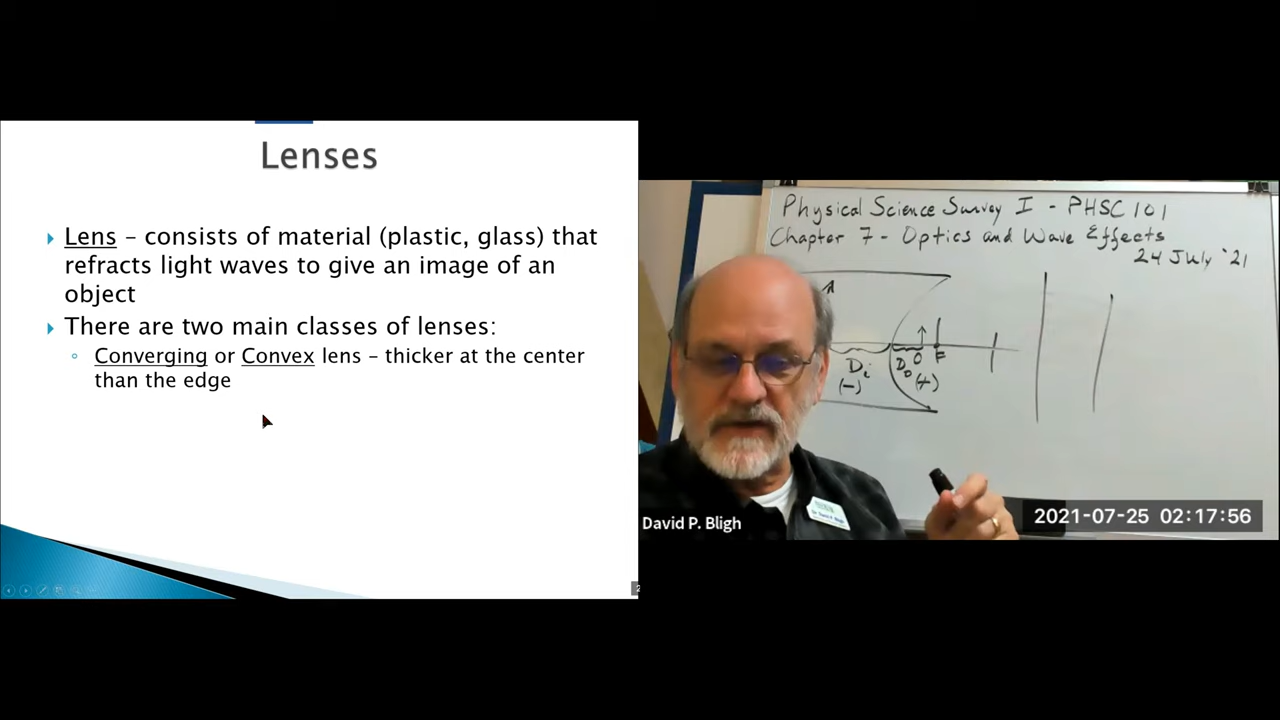 Lenses
Lens – consists of material (plastic, glass) that
refracts light waves to give an image of an
object
There are two main classes of lenses:
Converging or Convex lens – thicker at the center
than the edge
Physical Science Survey I - PHSC 101
Chapter 7 - Optics and Wave Effects
24 July '21
Di
(-)
Do
O
F
(+)
David P. Bligh
2021-07-25 02:17:56